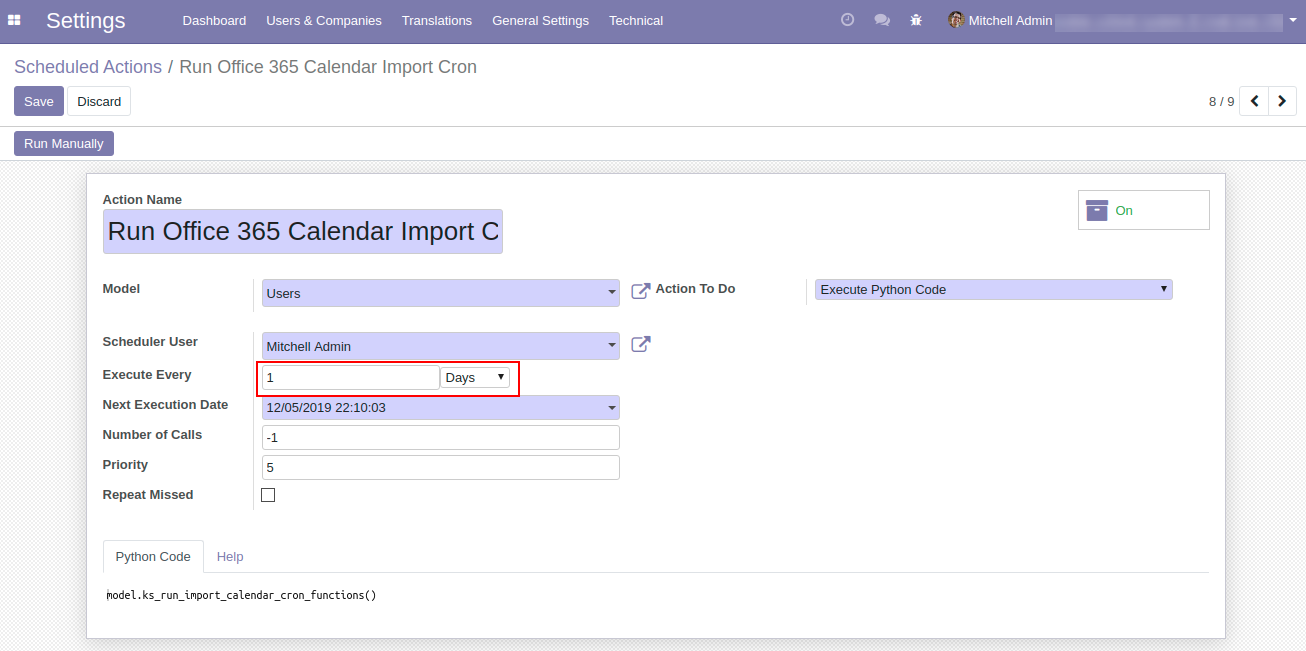 Settings Dashboard Users & Companies Translations General Settings Technical Mitchell Admin
Scheduled Actions / Run Office 365 Calendar Import Cron
Save Discard 8 / 9
Run Manually
Action Name
Run Office 365 Calendar Import C
On
Model Users Action To Do Execute Python Code
Scheduler User Mitchell Admin
Execute Every 1 Days
Next Execution Date 12/05/2019 22:10:03
Number of Calls -1
Priority 5
Repeat Missed
Python Code Help
model.ks_run_import_calendar_cron_functions()